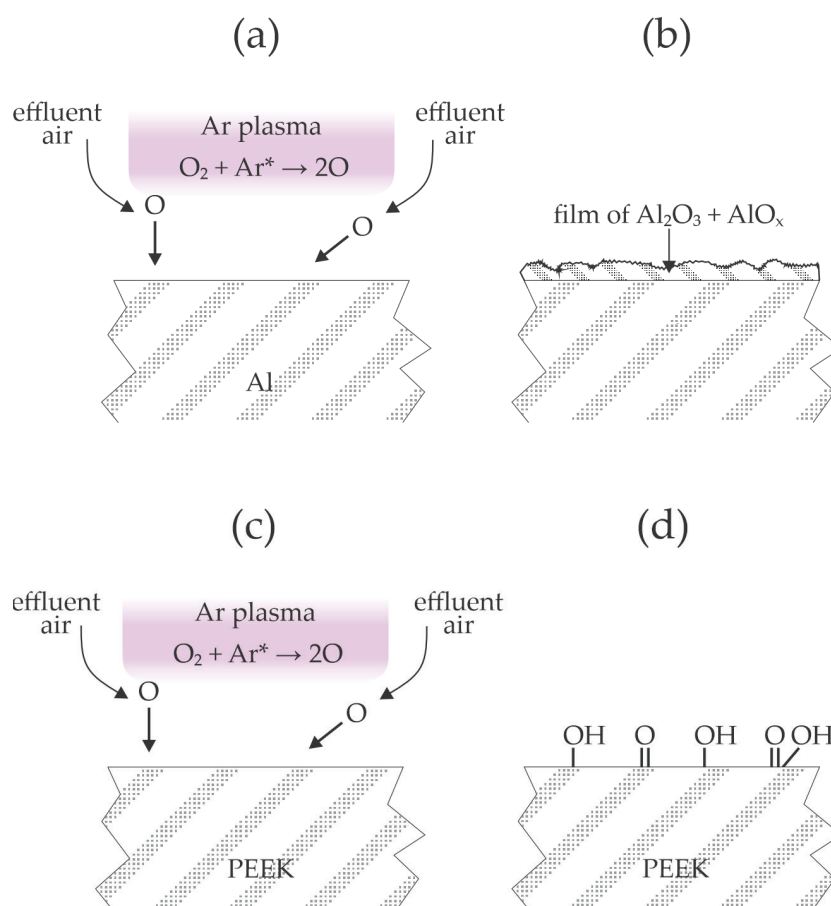 (a)
effluent
air
Ar plasma
O₂ + Ar* → 2O
effluent
air
O
O
Al
(b)
film of Al₂O₃ + AlOₓ
(c)
effluent
air
Ar plasma
O₂ + Ar* → 2O
effluent
air
O
O
PEEK
(d)
OH O OH O OH
PEEK